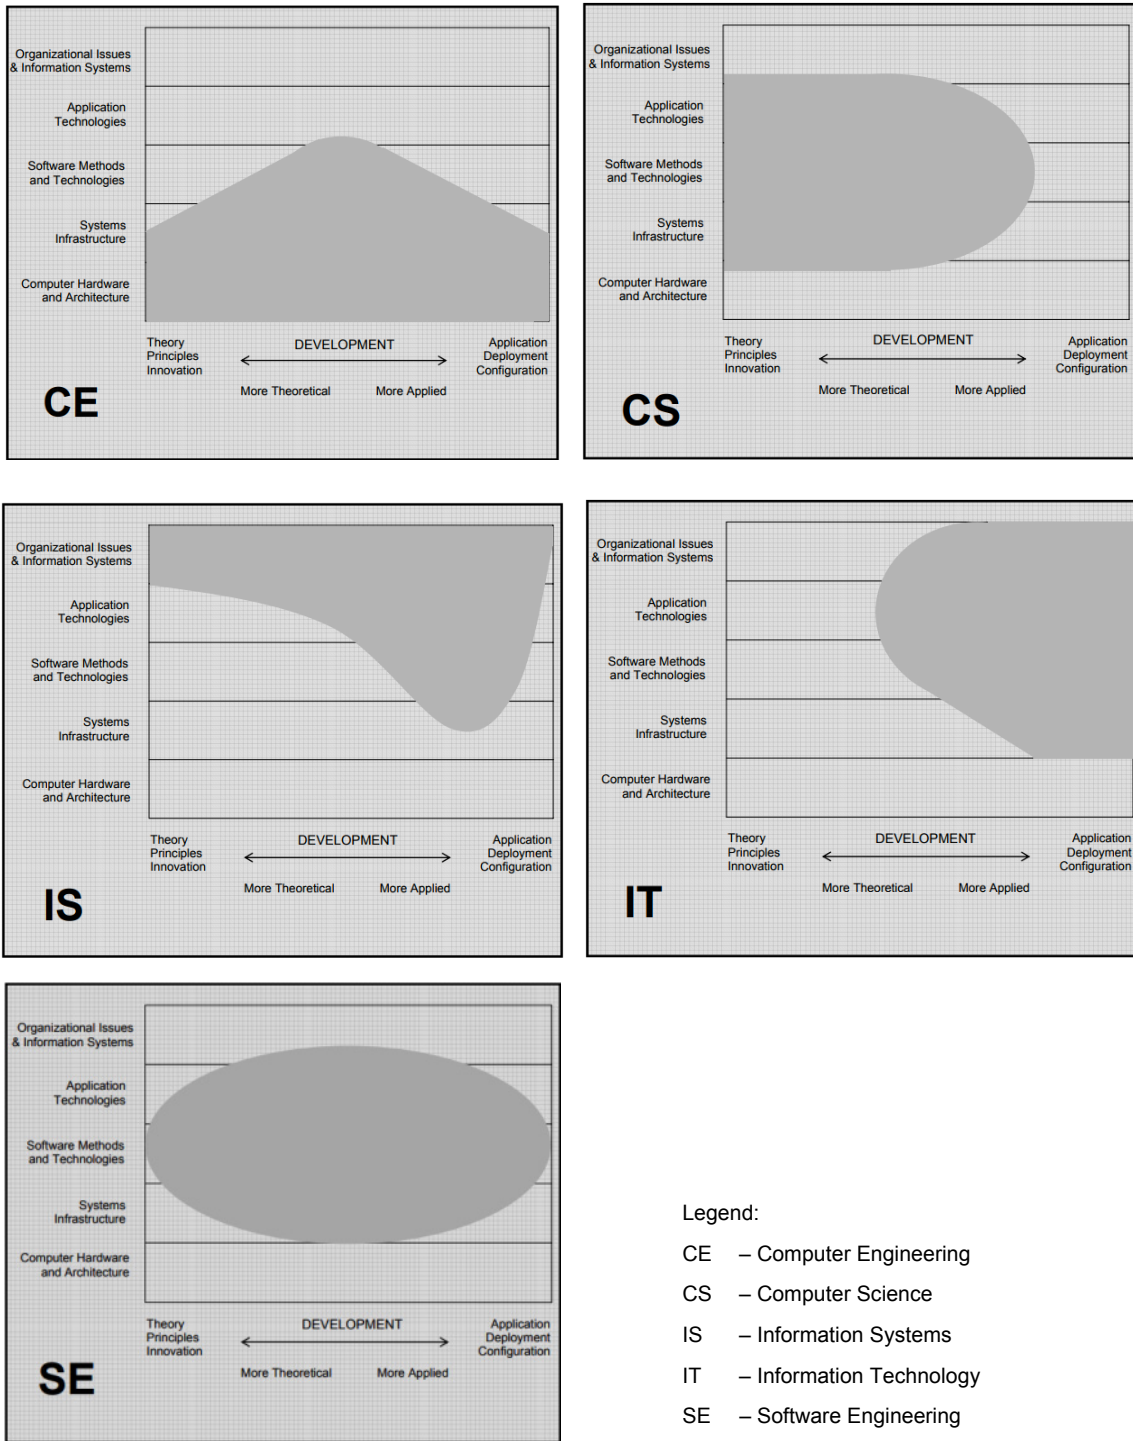 Organizational Issues
& Information Systems
Application
Technologies
Software Methods
and Technologies
Systems
Infrastructure
Computer Hardware
and Architecture
Theory
Principles
Innovation
DEVELOPMENT
Application
Deployment
Configuration
More Theoretical
More Applied
CE
Organizational Issues
& Information Systems
Application
Technologies
Software Methods
and Technologies
Systems
Infrastructure
Computer Hardware
and Architecture
Theory
Principles
Innovation
DEVELOPMENT
Application
Deployment
Configuration
More Theoretical
More Applied
CS
Organizational Issues
& Information Systems
Application
Technologies
Software Methods
and Technologies
Systems
Infrastructure
Computer Hardware
and Architecture
Theory
Principles
Innovation
DEVELOPMENT
Application
Deployment
Configuration
More Theoretical
More Applied
IS
Organizational Issues
& Information Systems
Application
Technologies
Software Methods
and Technologies
Systems
Infrastructure
Computer Hardware
and Architecture
Theory
Principles
Innovation
DEVELOPMENT
Application
Deployment
Configuration
More Theoretical
More Applied
IT
Organizational Issues
& Information Systems
Application
Technologies
Software Methods
and Technologies
Systems
Infrastructure
Computer Hardware
and Architecture
Theory
Principles
Innovation
DEVELOPMENT
Application
Deployment
Configuration
More Theoretical
More Applied
SE
Legend:
CE – Computer Engineering
CS – Computer Science
IS – Information Systems
IT – Information Technology
SE – Software Engineering